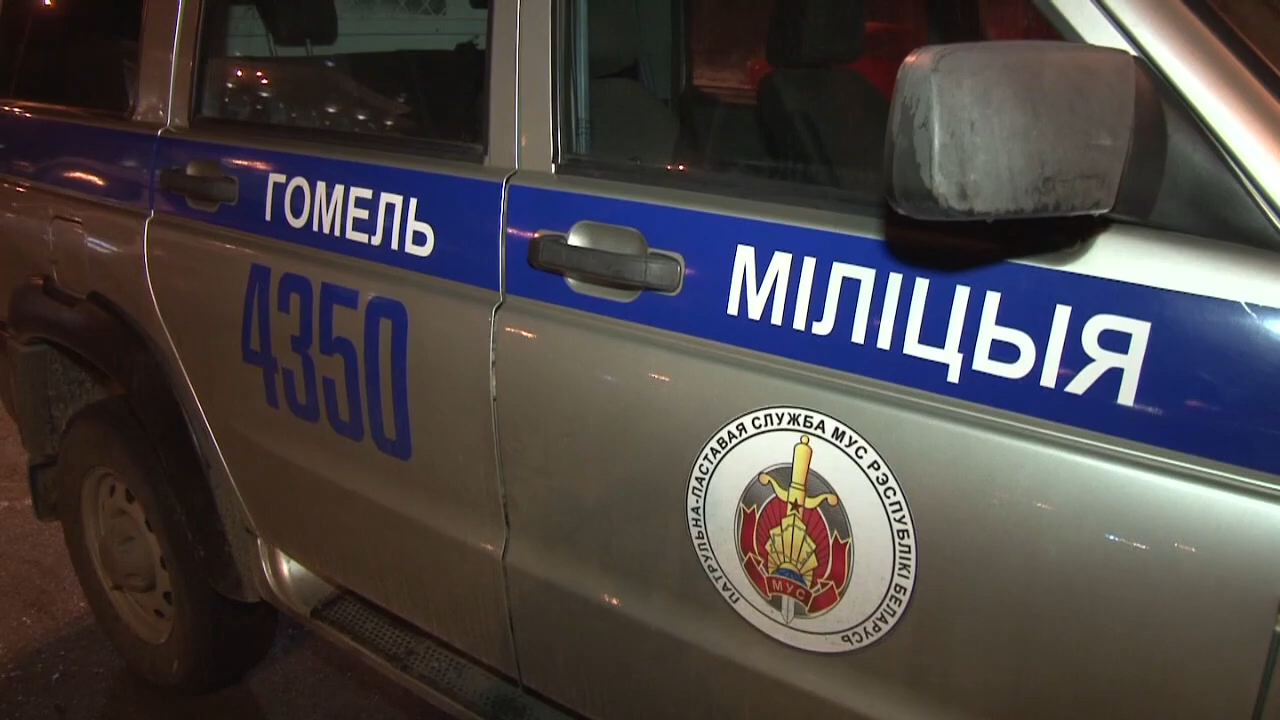 ГОМЕЛЬ
МІЛІЦЫЯ
4350
ПАТРУЛЬНА-ПАСТАВАЯ СЛУЖБА МУС РЭСПУБЛІКІ БЕЛАРУСЬ
МУС